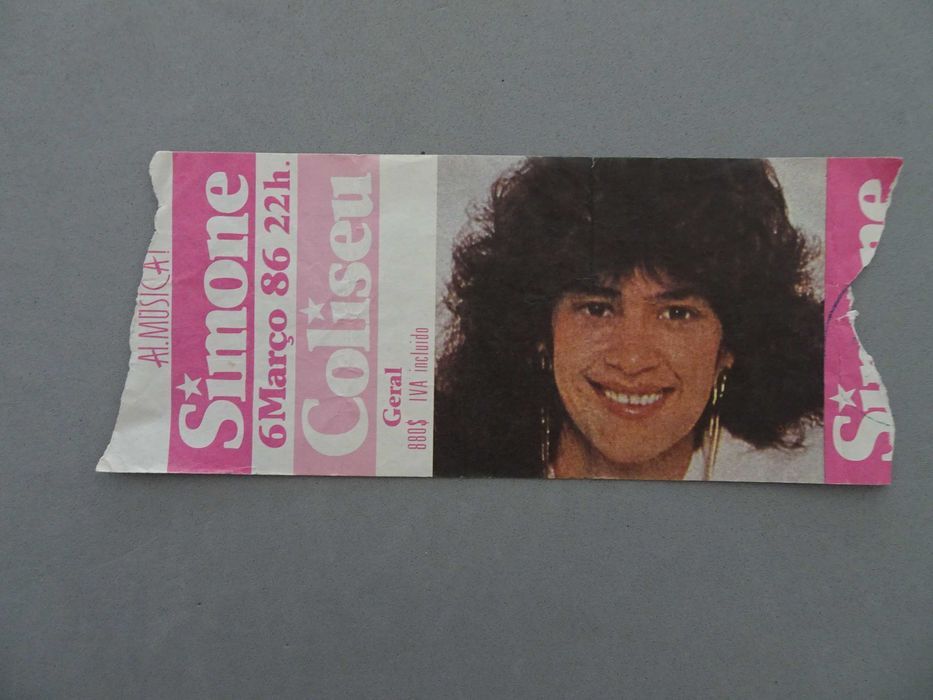 AI.MÚSICA!
Simone
6 Março 86 22h.
Coliseu
Geral
880$ IVA incluido
Simone